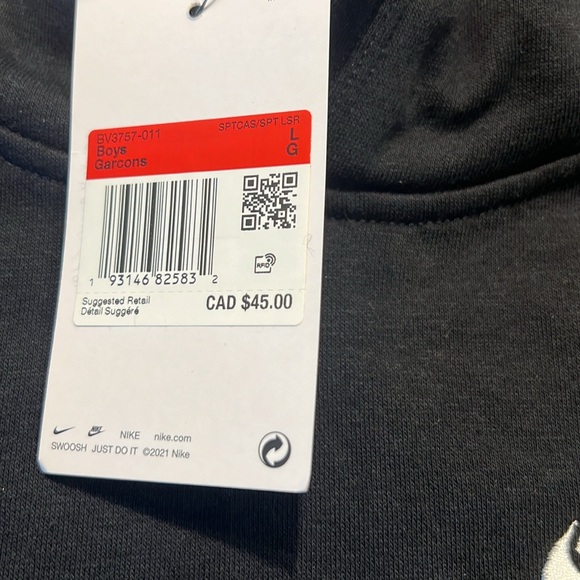 BV3757-011 SPTCAS/SPT LSR
Boys L
Garcons G
RFID
1 93146 82583 2
Suggested Retail
Détail Suggéré
CAD $45.00
NIKE NIKE nike.com
SWOOSH JUST DO IT ©2021 Nike